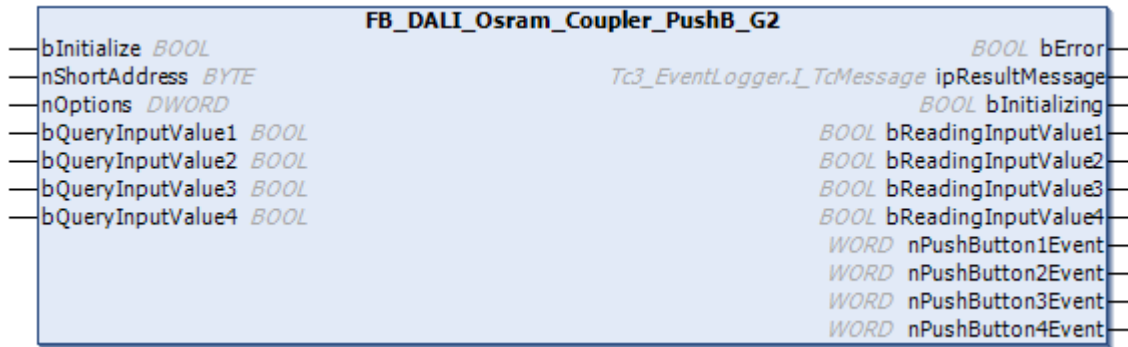 FB_DALI_Osram_Coupler_PushB_G2
bInitialize BOOL BOOL bError
nShortAddress BYTE Tc3_EventLogger.I_TcMessage ipResultMessage
nOptions DWORD BOOL bInitializing
bQueryInputValue1 BOOL BOOL bReadingInputValue1
bQueryInputValue2 BOOL BOOL bReadingInputValue2
bQueryInputValue3 BOOL BOOL bReadingInputValue3
bQueryInputValue4 BOOL BOOL bReadingInputValue4
WORD nPushButton1Event
WORD nPushButton2Event
WORD nPushButton3Event
WORD nPushButton4Event